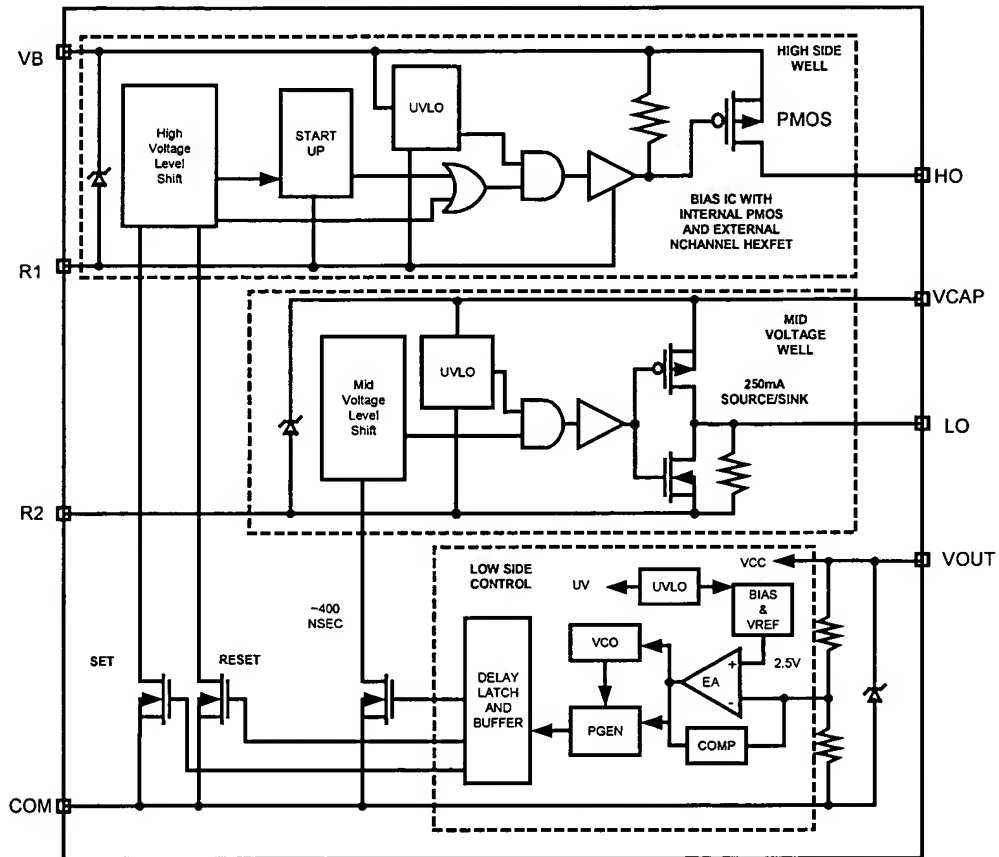 VB
HIGH SIDE
WELL
High
Voltage
Level
Shift
START
UP
UVLO
PMOS
HO
BIAS IC WITH
INTERNAL PMOS
AND EXTERNAL
NCHANNEL HEXFET
R1
VCAP
MID
VOLTAGE
WELL
Mid
Voltage
Level
Shift
UVLO
250mA
SOURCE/SINK
LO
R2
VOUT
LOW SIDE
CONTROL
VCC
UV
UVLO
BIAS
&
VREF
~400
NSEC
VCO
2.5V
+
EA
-
SET
RESET
DELAY
LATCH
AND
BUFFER
PGEN
COMP
COM